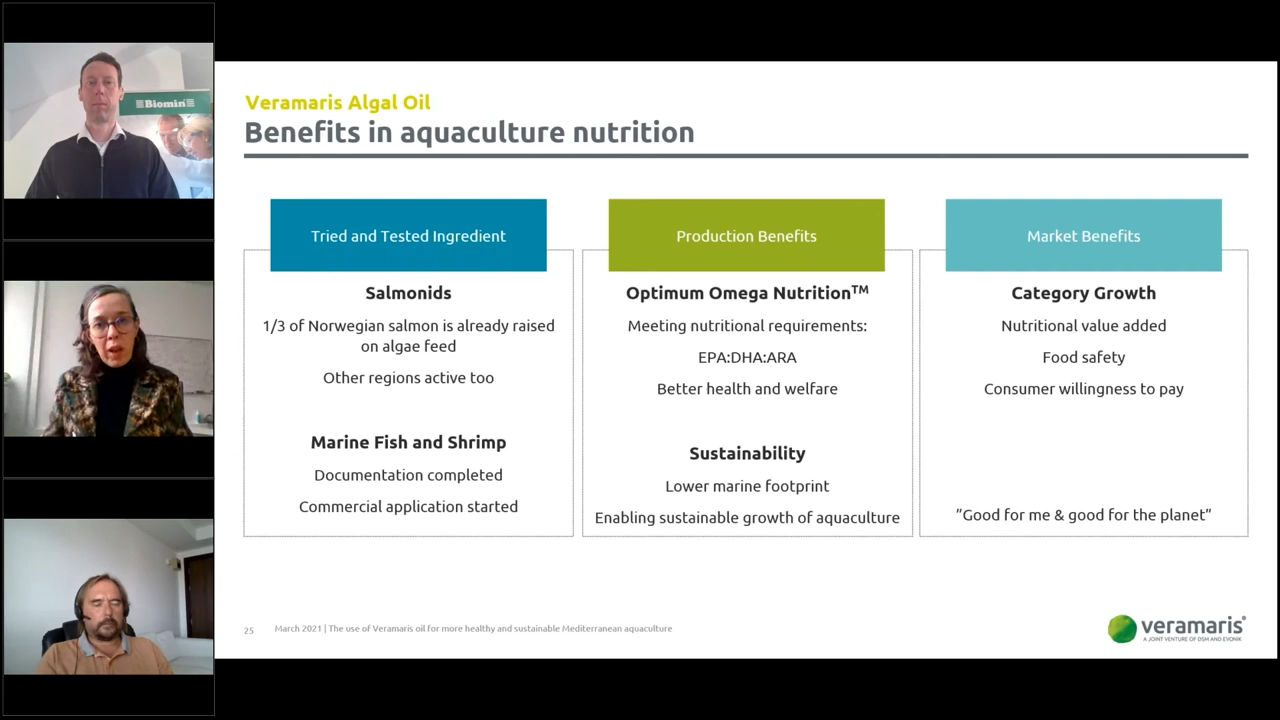 Biomin
Veramaris Algal Oil
Benefits in aquaculture nutrition
Tried and Tested Ingredient
Salmonids
1/3 of Norwegian salmon is already raised
on algae feed
Other regions active too
Marine Fish and Shrimp
Documentation completed
Commercial application started
Production Benefits
Optimum Omega Nutrition™
Meeting nutritional requirements:
EPA:DHA:ARA
Better health and welfare
Sustainability
Lower marine footprint
Enabling sustainable growth of aquaculture
Market Benefits
Category Growth
Nutritional value added
Food safety
Consumer willingness to pay
”Good for me & good for the planet”
25 March 2021 | The use of Veramaris oil for more healthy and sustainable Mediterranean aquaculture
veramaris®
A JOINT VENTURE OF DSM AND EVONIK